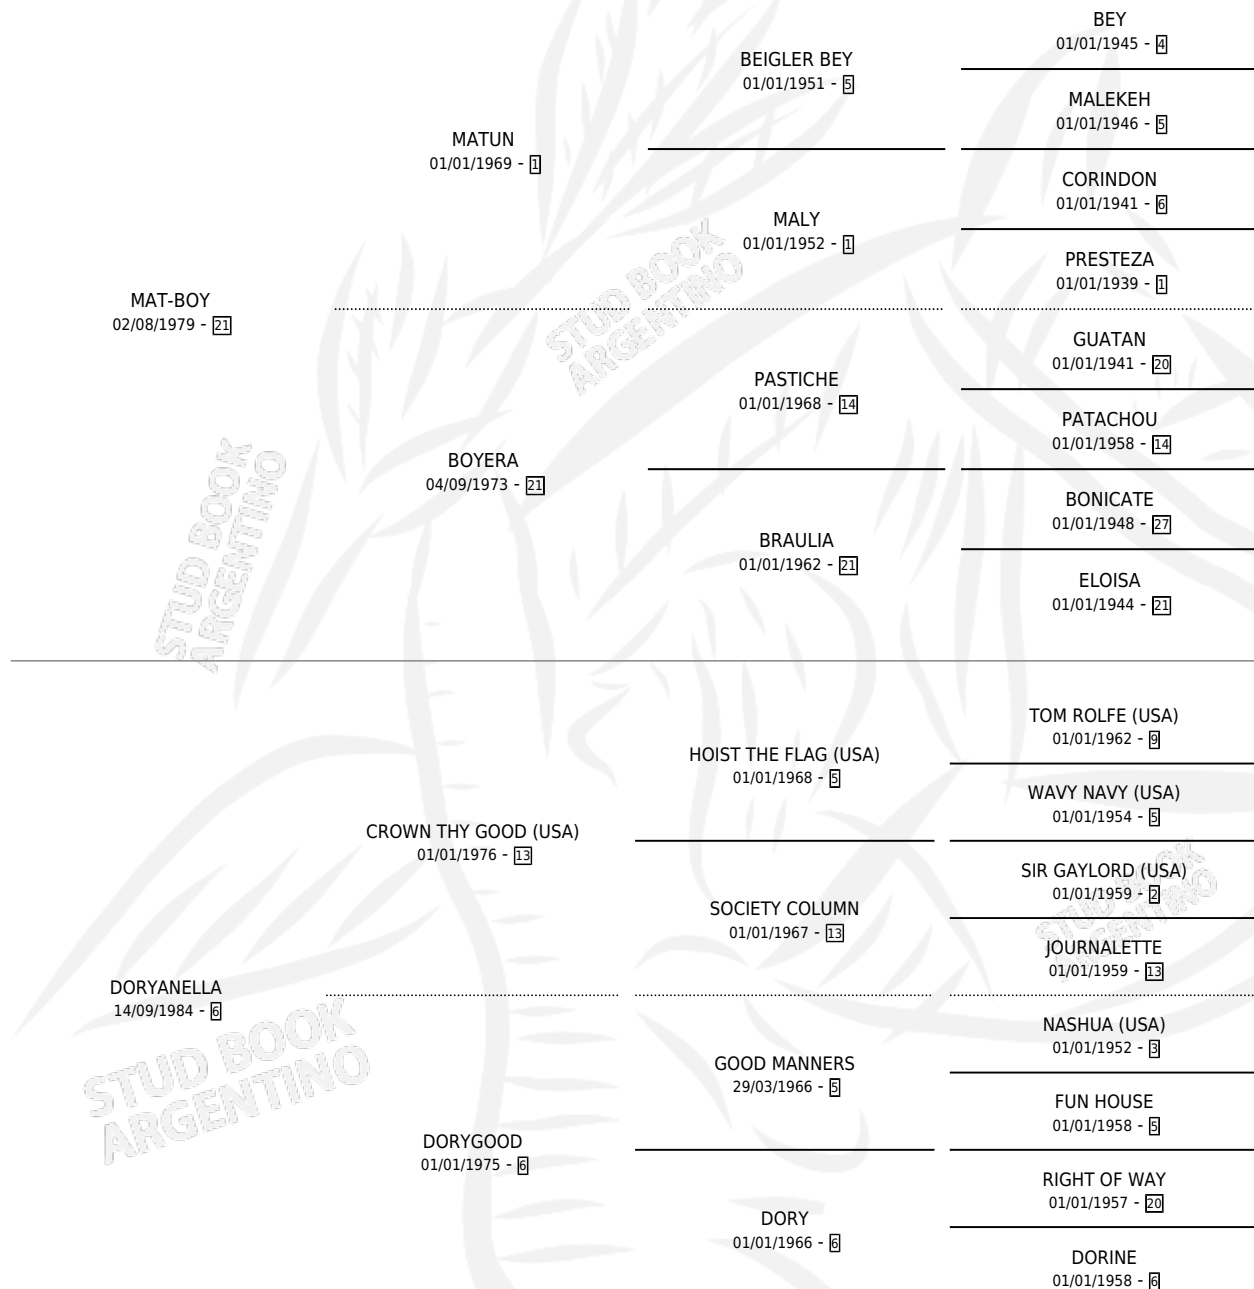 BEY
01/01/1945 - 4
BEIGLER BEY
01/01/1951 - 5
MALEKEH
01/01/1946 - 5
MATUN
01/01/1969 - 1
CORINDON
01/01/1941 - 6
MALY
01/01/1952 - 1
PRESTEZA
01/01/1939 - 1
MAT-BOY
02/08/1979 - 21
GUATAN
01/01/1941 - 20
PASTICHE
01/01/1968 - 14
PATACHOU
01/01/1958 - 14
BOYERA
04/09/1973 - 21
BONICATE
01/01/1948 - 27
BRAULIA
01/01/1962 - 21
ELOISA
01/01/1944 - 21
TOM ROLFE (USA)
01/01/1962 - 9
HOIST THE FLAG (USA)
01/01/1968 - 5
WAVY NAVY (USA)
01/01/1954 - 5
CROWN THY GOOD (USA)
01/01/1976 - 13
SIR GAYLORD (USA)
01/01/1959 - 2
SOCIETY COLUMN
01/01/1967 - 13
JOURNALETTE
01/01/1959 - 13
DORYANELLA
14/09/1984 - 6
NASHUA (USA)
01/01/1952 - 3
GOOD MANNERS
29/03/1966 - 5
FUN HOUSE
01/01/1958 - 5
DORYGOOD
01/01/1975 - 6
RIGHT OF WAY
01/01/1957 - 20
DORY
01/01/1966 - 6
DORINE
01/01/1958 - 6
STUD BOOK
ARGENTINO
STUD BOOK
ARGENTINO
STUD BOOK
ARGENTINO
STUD BOOK
ARGENTINO